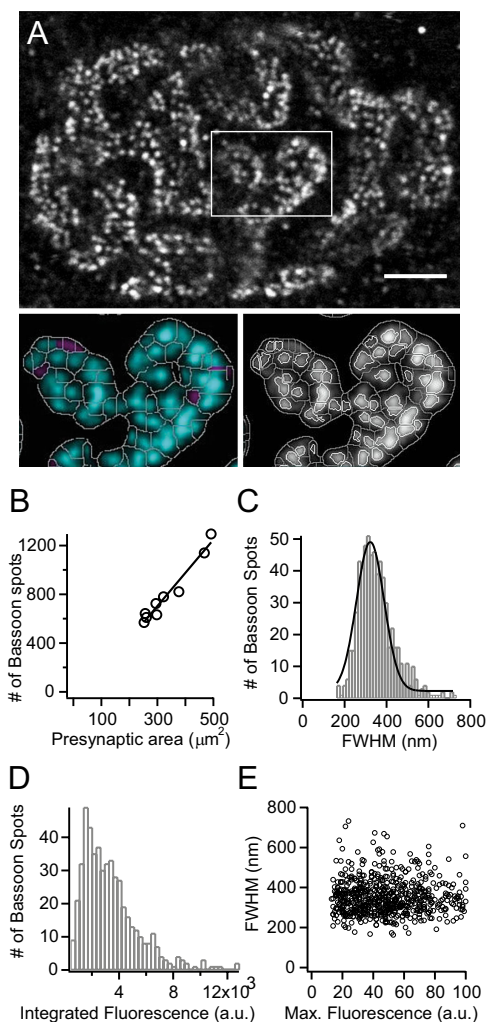 A
B
# of Bassoon spots
1200
800
400
0
100
300
500
Presynaptic area (µm²)
C
# of Bassoon Spots
50
40
30
20
10
0
0
200
400
600
800
FWHM (nm)
D
# of Bassoon Spots
40
30
20
10
0
4
8
12x10³
Integrated Fluorescence (a.u.)
E
FWHM (nm)
800
600
400
200
0
0
20
40
60
80
100
Max. Fluorescence (a.u.)